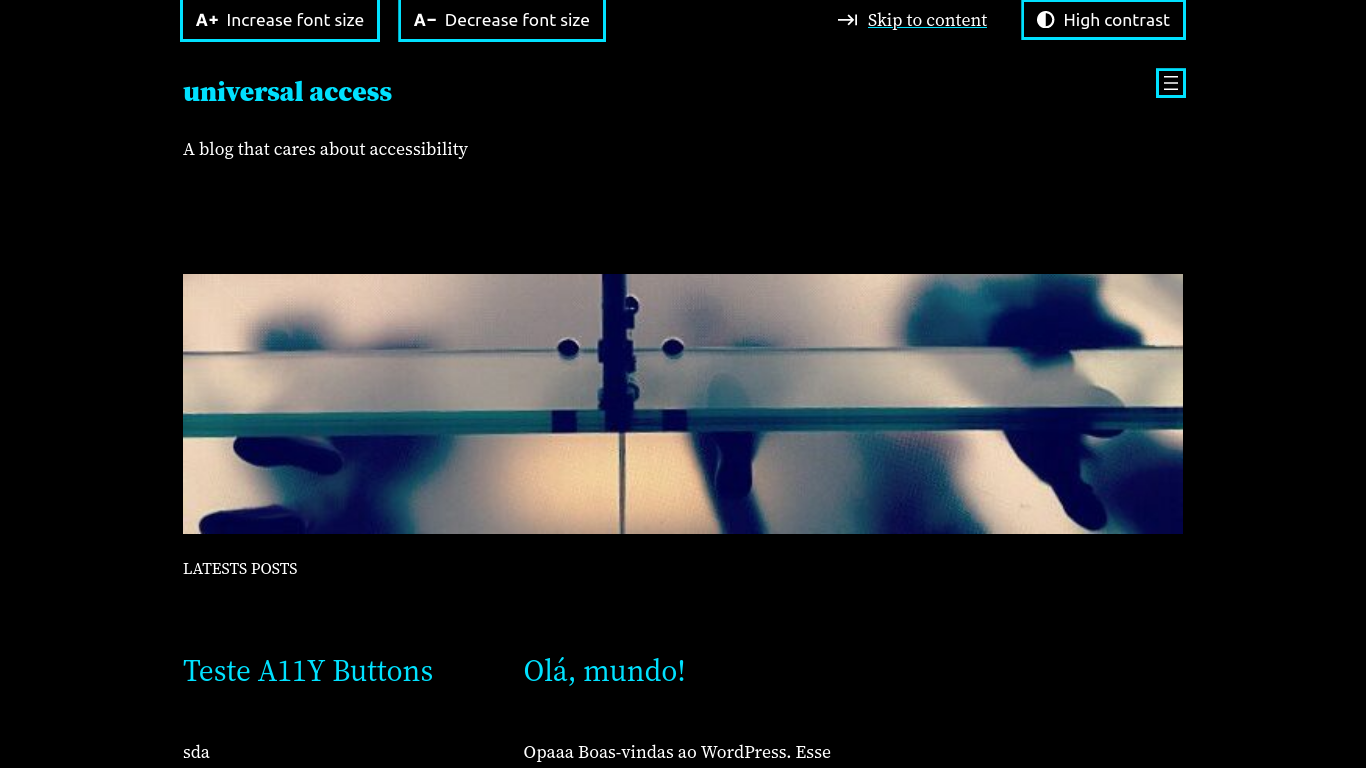 A+ Increase font size
A− Decrease font size
Skip to content
High contrast
universal access
A blog that cares about accessibility
LATESTS POSTS
Teste A11Y Buttons
Olá, mundo!
sda
Opaaa Boas-vindas ao WordPress. Esse